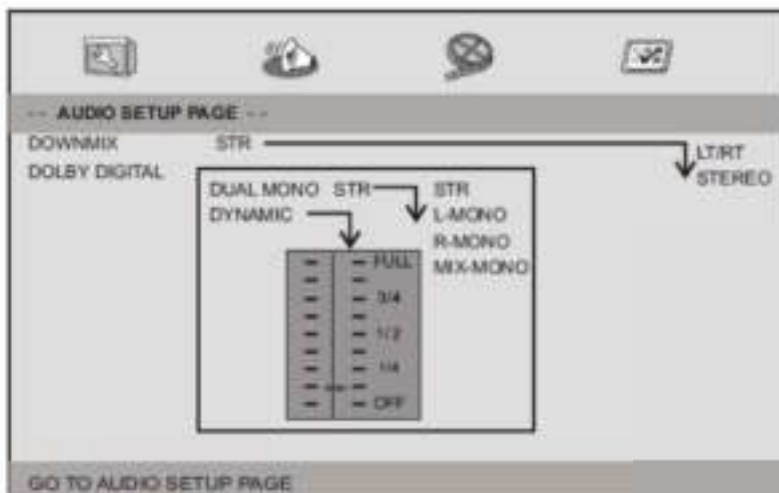 -- AUDIO SETUP PAGE --
DOWNMIX STR LT/RT
STEREO
DOLBY DIGITAL
DUAL MONO STR STR
DYNAMIC L-MONO
R-MONO
MIX-MONO
FULL
3/4
1/2
1/4
OFF
GO TO AUDIO SETUP PAGE